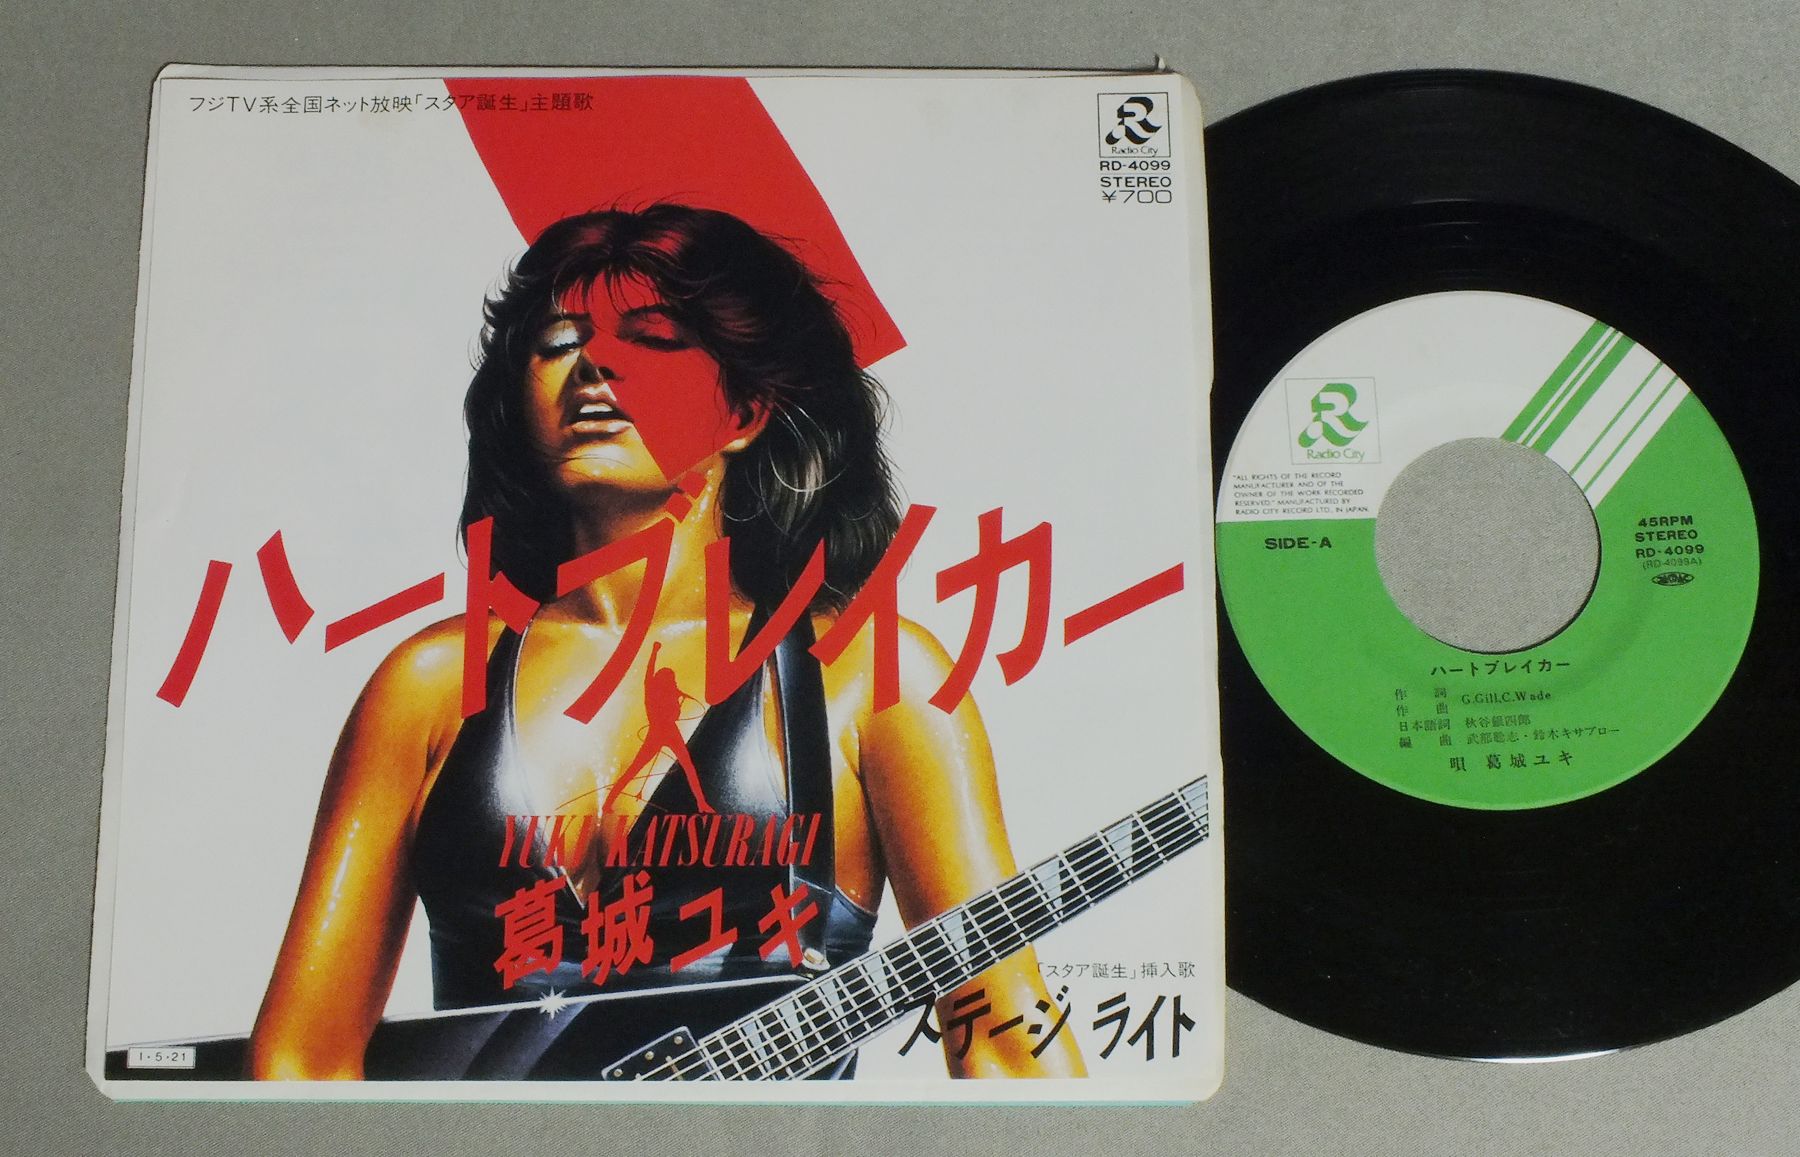 フジTV系全国ネット放映「スタア誕生」主題歌
Radio City
RD-4099
STEREO
¥700
ハートブレイカー
YUKI KATSURAGI
葛城ユキ
「スタア誕生」挿入歌
ステージ ライト
1・5・21
Radio City
"ALL RIGHTS OF THE RECORD
MANUFACTURER AND OF THE
OWNER OF THE WORK RECORDED
RESERVED." MANUFACTURED BY
RADIO CITY RECORD LTD., IN JAPAN.
SIDE-A
45RPM
STEREO
RD-4099
(RD-4099A)
ハートブレイカー
作詞
作曲 G.Gill,C.Wade
日本語詞 秋谷銀四郎
編曲 武部聡志・鈴木キサブロー
唄 葛城ユキ